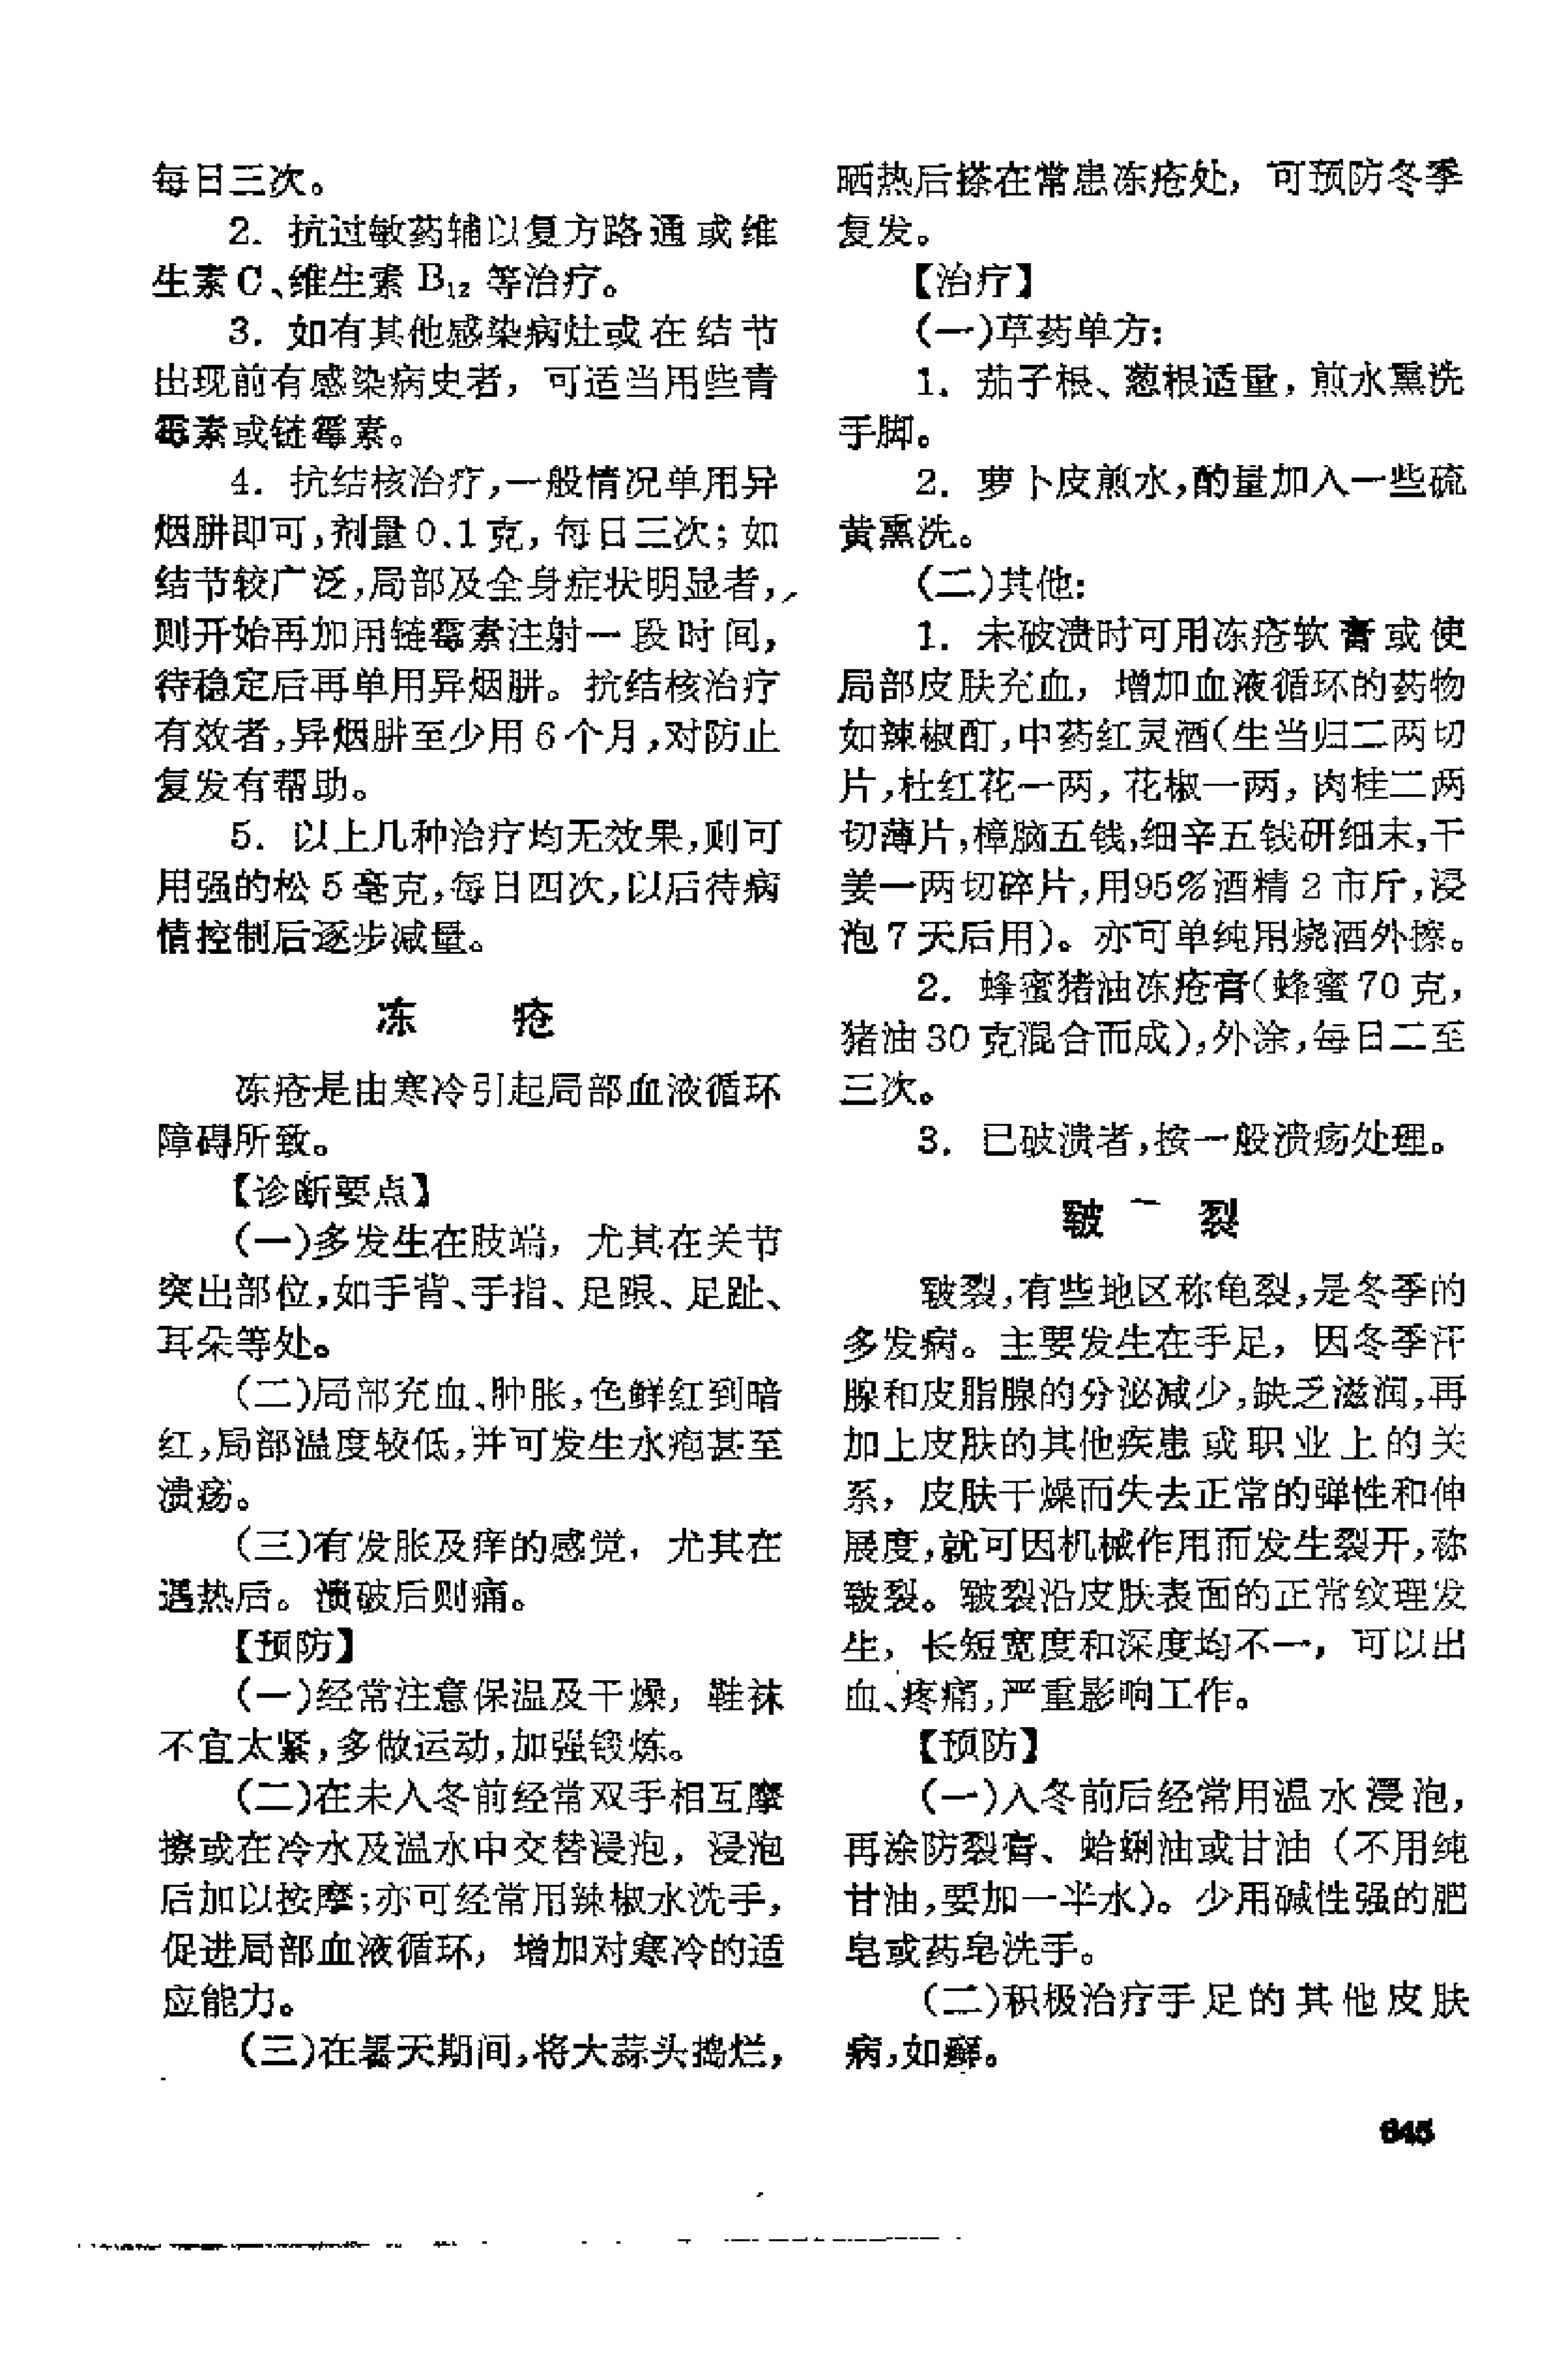 每日三次。
2. 抗过敏药辅以复方路通或维
生素C、维生素B₁₂等治疗。
3. 如有其他感染病灶或在结节
出现前有感染病史者，可适当用些青
霉素或链霉素。
4. 抗结核治疗，一般情况单用异
烟肼即可，剂量0.1克，每日三次；如
结节较广泛，局部及全身症状明显者，
则开始再加用链霉素注射一段时间，
待稳定后再单用异烟肼。抗结核治疗
有效者，异烟肼至少用6个月，对防止
复发有帮助。
5. 以上几种治疗均无效果，则可
用强的松5毫克，每日四次，以后待病
情控制后逐步减量。
冻疮
冻疮是由寒冷引起局部血液循环
障碍所致。
【诊断要点】
(一)多发生在肢端，尤其在关节
突出部位，如手背、手指、足跟、足趾、
耳朵等处。
(二)局部充血、肿胀，色鲜红到暗
红，局部温度较低，并可发生水疱甚至
溃疡。
(三)有发胀及痒的感觉，尤其在
遇热后。溃破后则痛。
【预防】
(一)经常注意保温及干燥，鞋袜
不宜太紧，多做运动，加强锻炼。
(二)在未入冬前经常双手相互摩
擦或在冷水及温水中交替浸泡，浸泡
后加以按摩；亦可经常用辣椒水洗手，
促进局部血液循环，增加对寒冷的适
应能力。
(三)在暑天期间，将大蒜头捣烂，
晒热后搽在常患冻疮处，可预防冬季
复发。
【治疗】
(一)草药单方：
1. 茄子根、葱根适量，煎水熏洗
手脚。
2. 萝卜皮煎水，酌量加入一些硫
黄熏洗。
(二)其他：
1. 未破溃时可用冻疮软膏或使
局部皮肤充血，增加血液循环的药物
如辣椒酊，中药红灵酒(生当归二两切
片，杜红花一两，花椒一两，肉桂二两
切薄片，樟脑五钱，细辛五钱研细末，干
姜一两切碎片，用95%酒精2市斤，浸
泡7天后用)。亦可单纯用烧酒外擦。
2. 蜂蜜猪油冻疮膏(蜂蜜70克，
猪油30克混合而成)，外涂，每日二至
三次。
3. 已破溃者，按一般溃疡处理。
皲裂
皲裂，有些地区称龟裂，是冬季的
多发病。主要发生在手足，因冬季汗
腺和皮脂腺的分泌减少，缺乏滋润，再
加上皮肤的其他疾患或职业上的关
系，皮肤干燥而失去正常的弹性和伸
展度，就可因机械作用而发生裂开，称
皲裂。皲裂沿皮肤表面的正常纹理发
生，长短宽度和深度均不一，可以出
血、疼痛，严重影响工作。
【预防】
(一)入冬前后经常用温水浸泡，
再涂防裂膏、蛤蜊油或甘油（不用纯
甘油，要加一半水)。少用碱性强的肥
皂或药皂洗手。
(二)积极治疗手足的其他皮肤
病，如癣。
645